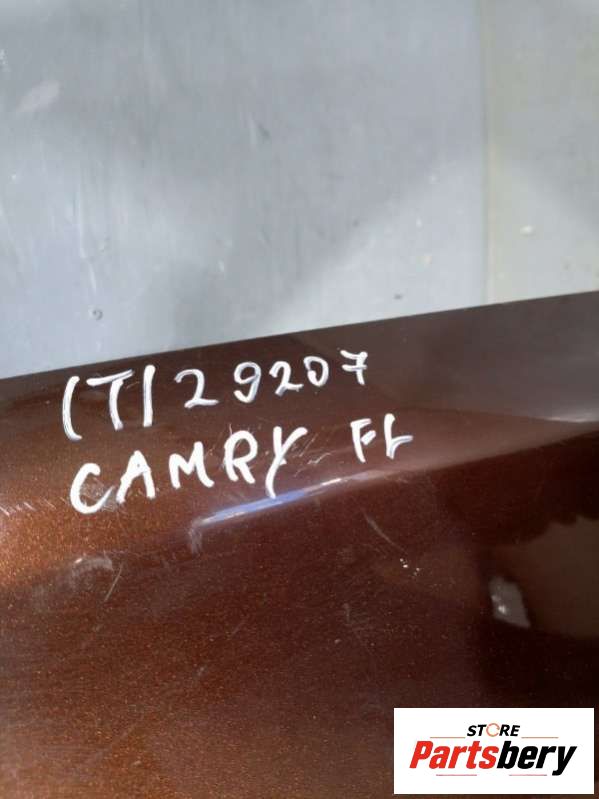 (T) 29207
CAMRY FL
STORE
Partsbery